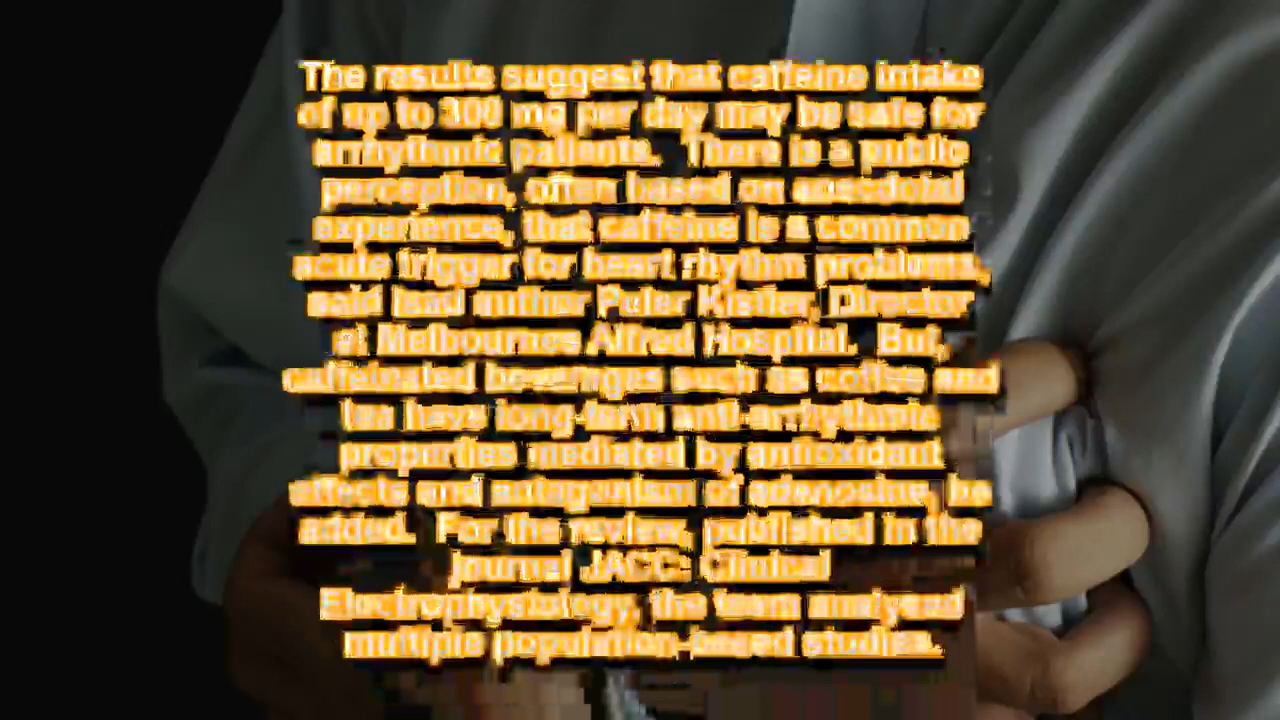 The results suggest that caffeine intake
of up to 300 mg per day may be safe for
arrhythmic patients. There is a public
perception, often based on anecdotal
experience, that caffeine is a common
acute trigger for heart rhythm problems,
said lead author Peter Kistler, Director
at Melbournes Alfred Hospital. But,
caffeinated beverages such as coffee and
tea have long-term anti-arrhythmic
properties mediated by antioxidant
effects and antagonism of adenosine, he
added. For the review, published in the
journal JACC: Clinical
Electrophysiology, the team analyzed
multiple population-based studies.